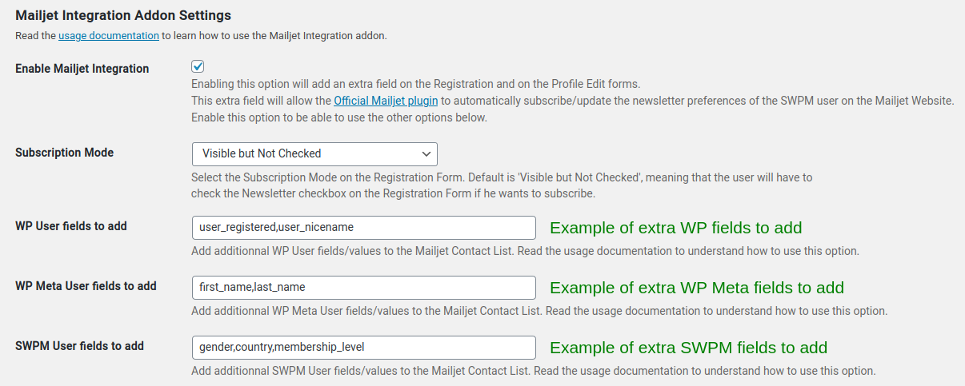 Mailjet Integration Addon Settings
Read the usage documentation to learn how to use the Mailjet Integration addon.
Enable Mailjet Integration
Enabling this option will add an extra field on the Registration and on the Profile Edit forms.
This extra field will allow the Official Mailjet plugin to automatically subscribe/update the newsletter preferences of the SWPM user on the Mailjet Website.
Enable this option to be able to use the other options below.
Subscription Mode Visible but Not Checked
Select the Subscription Mode on the Registration Form. Default is 'Visible but Not Checked', meaning that the user will have to
check the Newsletter checkbox on the Registration Form if he wants to subscribe.
WP User fields to add user_registered,user_nicename Example of extra WP fields to add
Add additionnal WP User fields/values to the Mailjet Contact List. Read the usage documentation to understand how to use this option.
WP Meta User fields to add first_name,last_name Example of extra WP Meta fields to add
Add additionnal WP Meta User fields/values to the Mailjet Contact List. Read the usage documentation to understand how to use this option.
SWPM User fields to add gender,country,membership_level Example of extra SWPM fields to add
Add additionnal SWPM User fields/values to the Mailjet Contact List. Read the usage documentation to understand how to use this option.